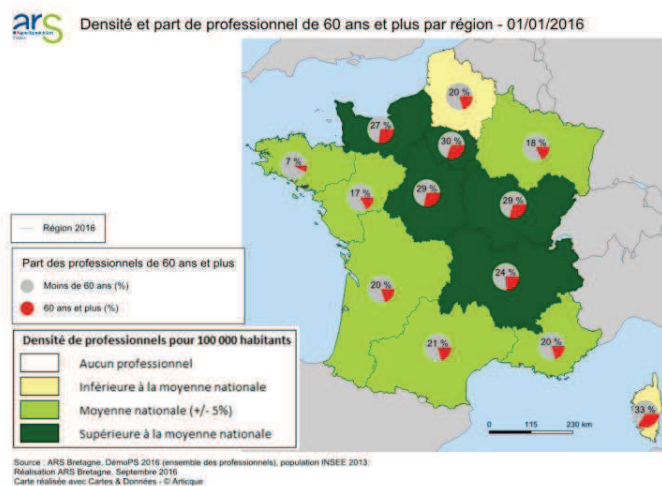 ars
Densité et part de professionnel de 60 ans et plus par région - 01/01/2016
20 %
27 %
30 %
18 %
7 %
17 %
29 %
29 %
24 %
20 %
21 %
20 %
33 %
Région 2016
Part des professionnels de 60 ans et plus
Moins de 60 ans (%)
60 ans et plus (%)
Densité de professionnels pour 100 000 habitants
Aucun professionnel
Inférieure à la moyenne nationale
Moyenne nationale (+/- 5%)
Supérieure à la moyenne nationale
0 115 230 km
Source : ARS Bretagne, DémoPS 2016 (ensemble des professionnels), population INSEE 2013
Réalisation ARS Bretagne, Septembre 2016
Carte réalisée avec Cartes & Données - © Articque